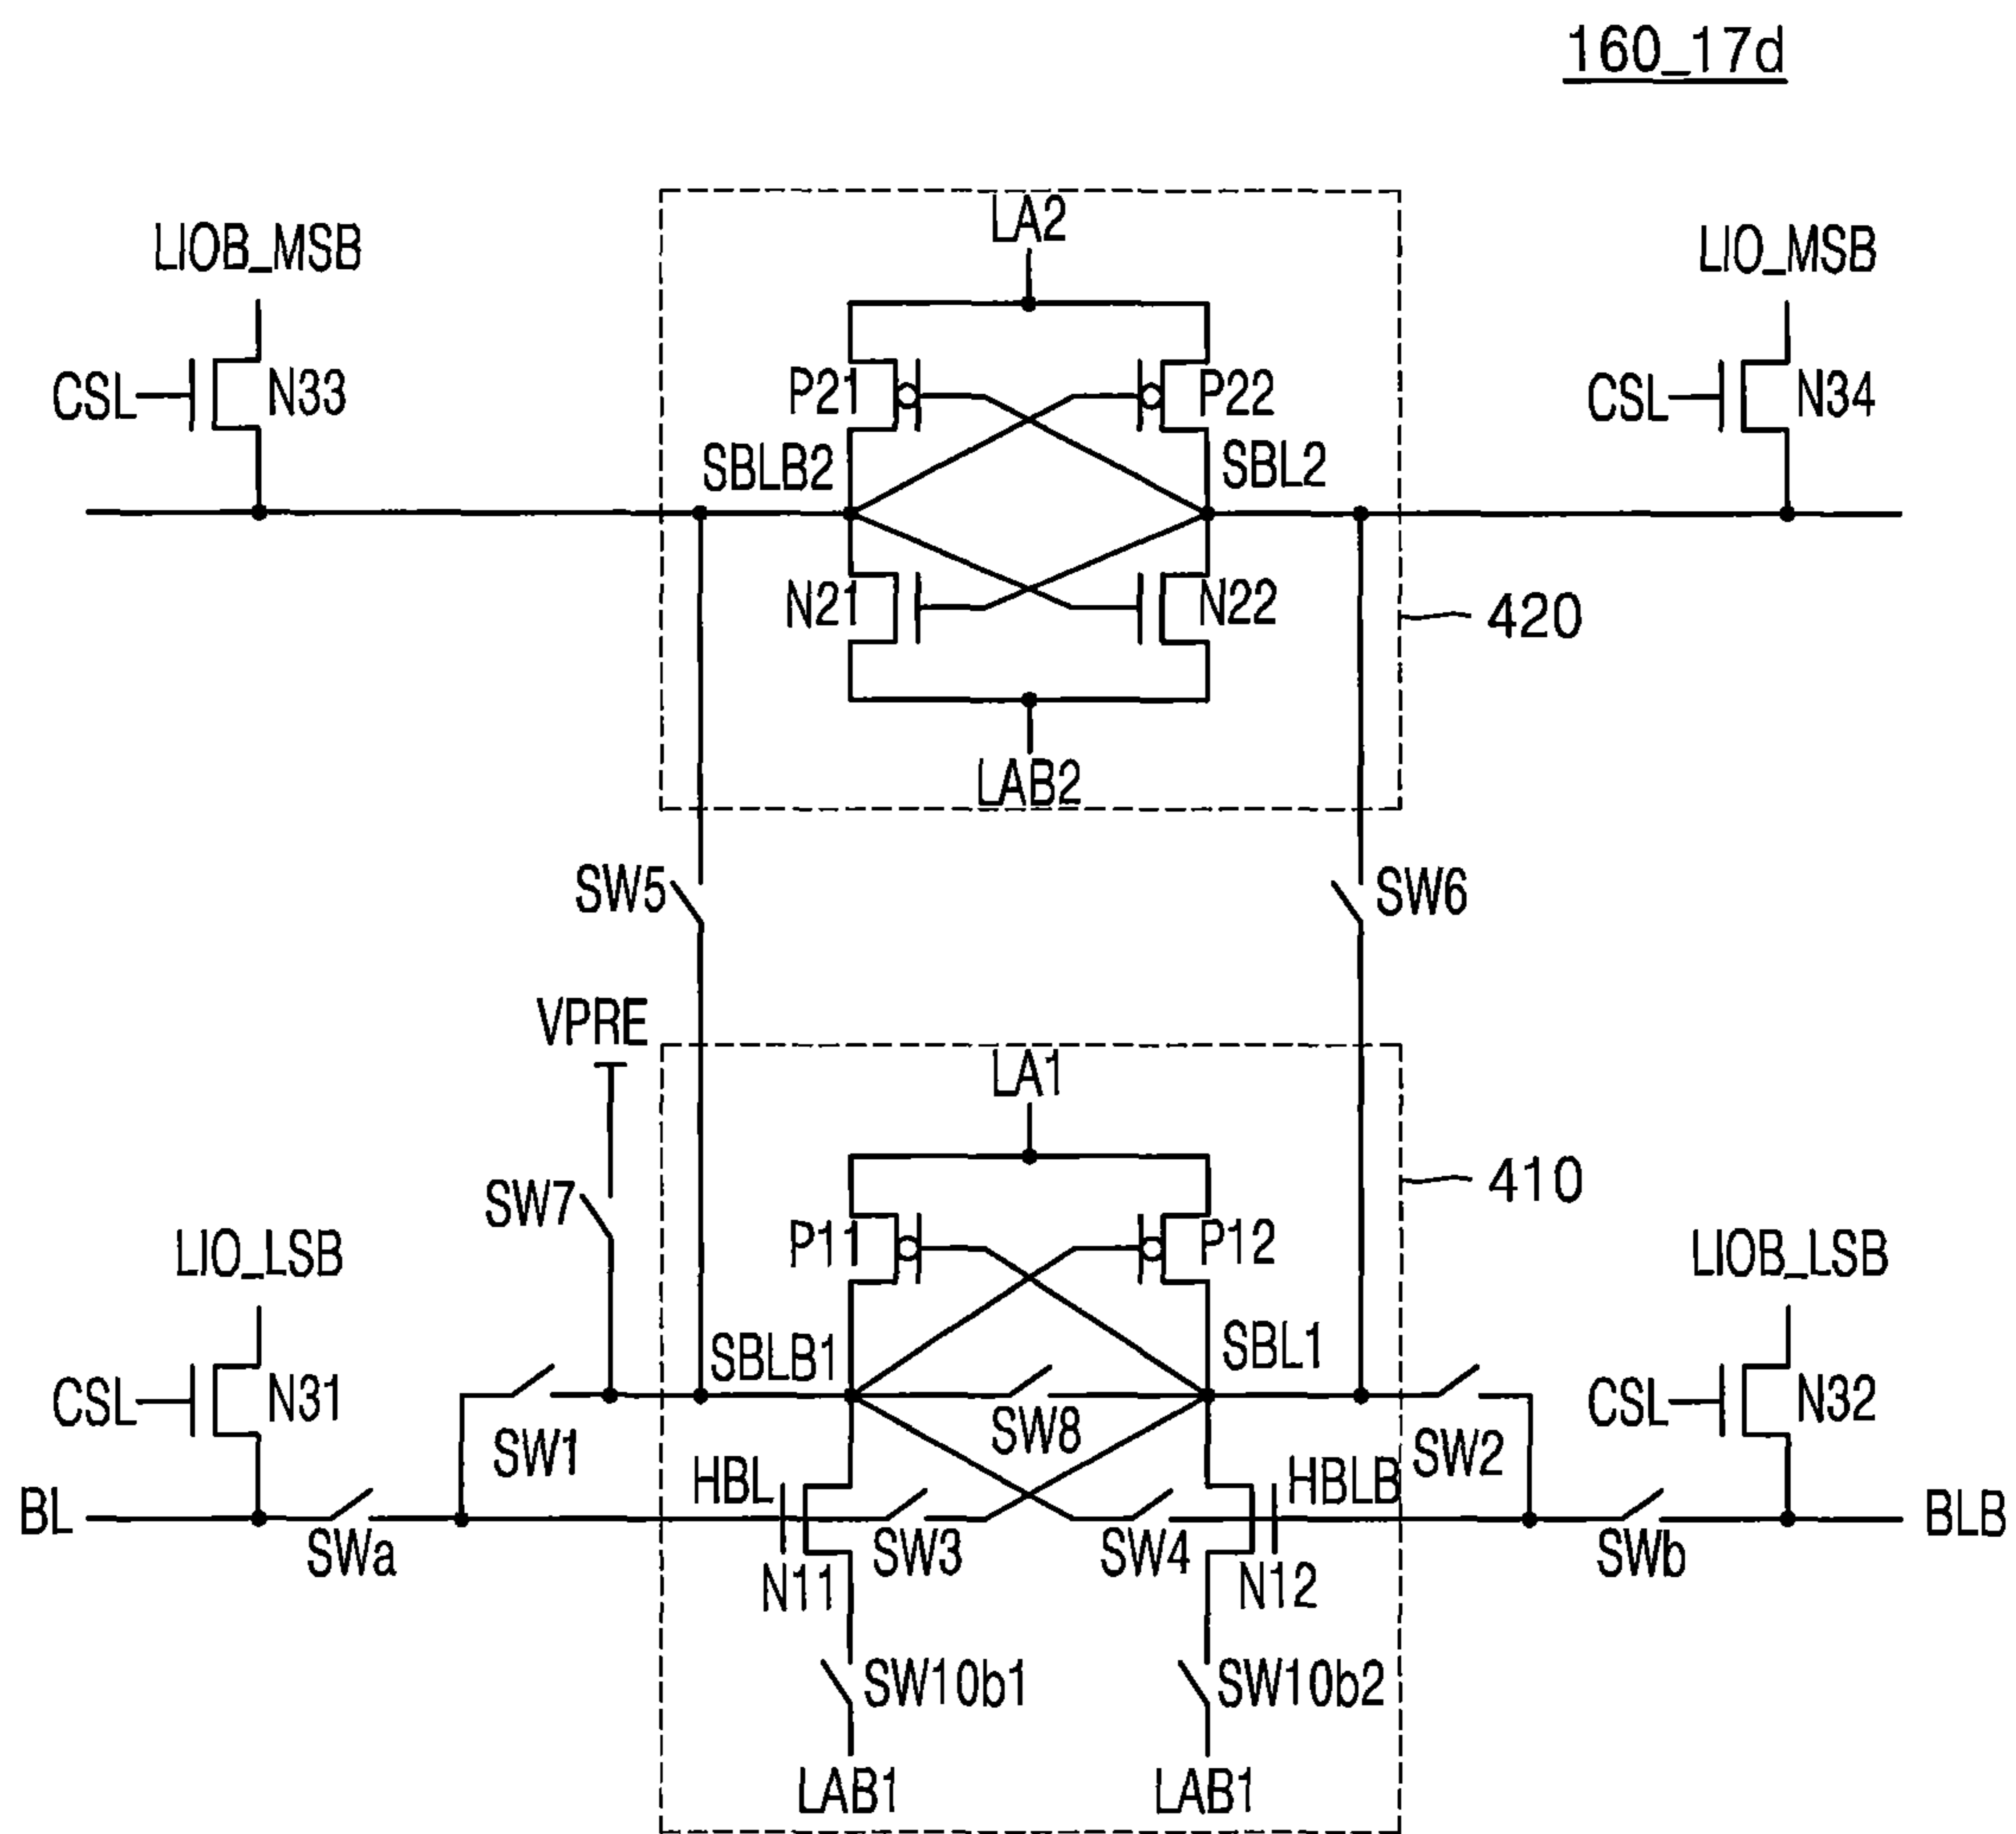 160_17d
LA2
LIOB_MSB
LIO_MSB
CSL
N33
P21
P22
CSL
N34
SBLB2
SBL2
N21
N22
420
LAB2
SW5
SW6
VPRE
LA1
410
SW7
P11
P12
LIO_LSB
LIOB_LSB
SBLB1
SBL1
CSL
N31
CSL
N32
SW1
SW8
SW2
HBL
HBLB
BL
SWa
SW3
SW4
SWb
BLB
N11
N12
SW10b1
SW10b2
LAB1
LAB1